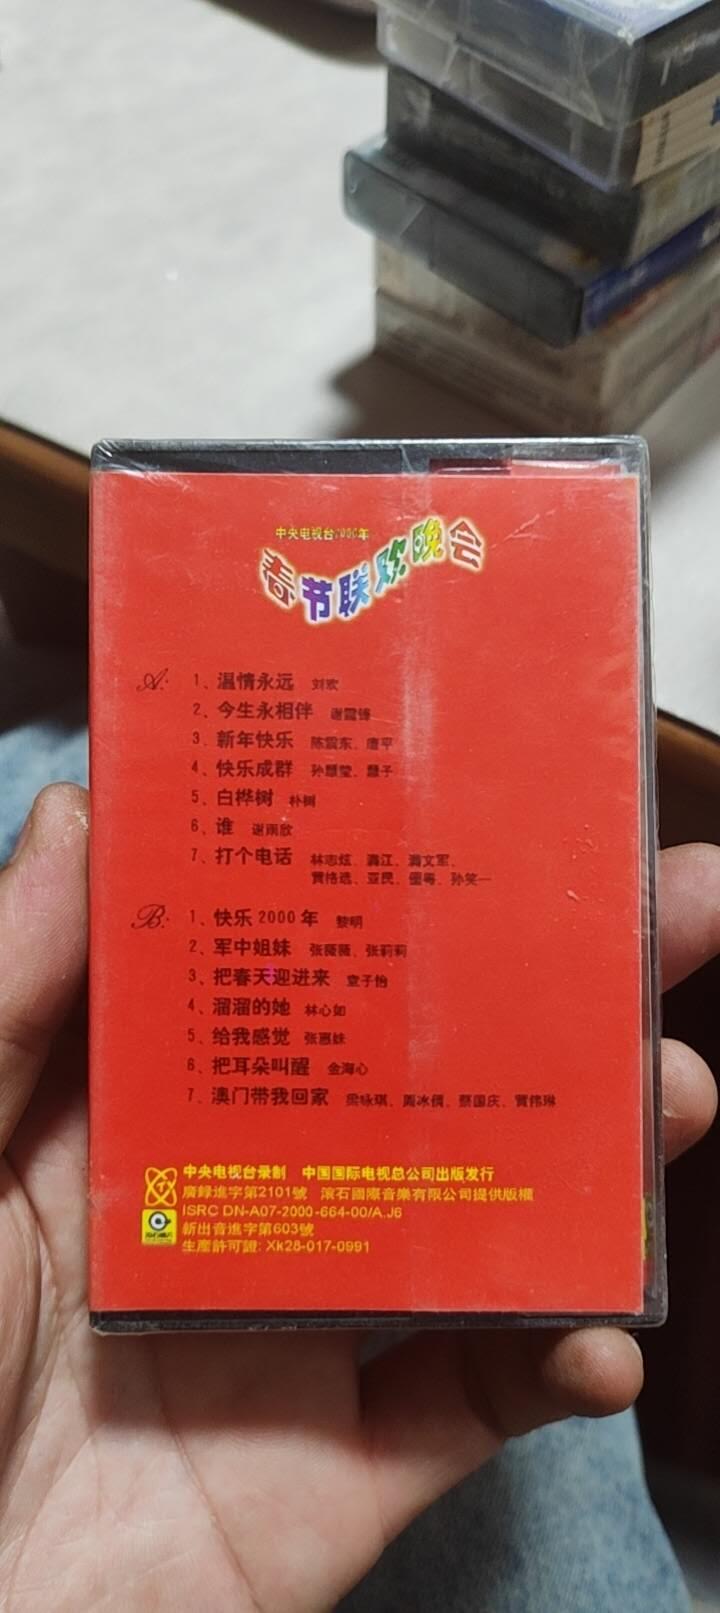 中央电视台2000年
春节联欢晚会
A:
1、温情永远 刘欢
2、今生永相伴 谢霆锋
3、新年快乐 陈震东、唐平
4、快乐成群 孙慧莹、慧子
5、白桦树 朴树
6、谁 谢雨欣
7、打个电话 林志炫、满江、满文军、
黄格选、亚民、屠粤、孙笑一
B:
1、快乐2000年 黎明
2、军中姐妹 张薇薇、张莉莉
3、把春天迎进来 章子怡
4、溜溜的她 林心如
5、给我感觉 张惠妹
6、把耳朵叫醒 金海心
7、澳门带我回家 梁咏琪、周冰倩、蔡国庆、黄伟琳
中央电视台录制 中国国际电视总公司出版发行
廣録進字第2101號 滚石國際音樂有限公司提供版權
ISRC DN-A07-2000-664-00/A.J6
新出音進字第603號
生産許可證: Xk28-017-0991